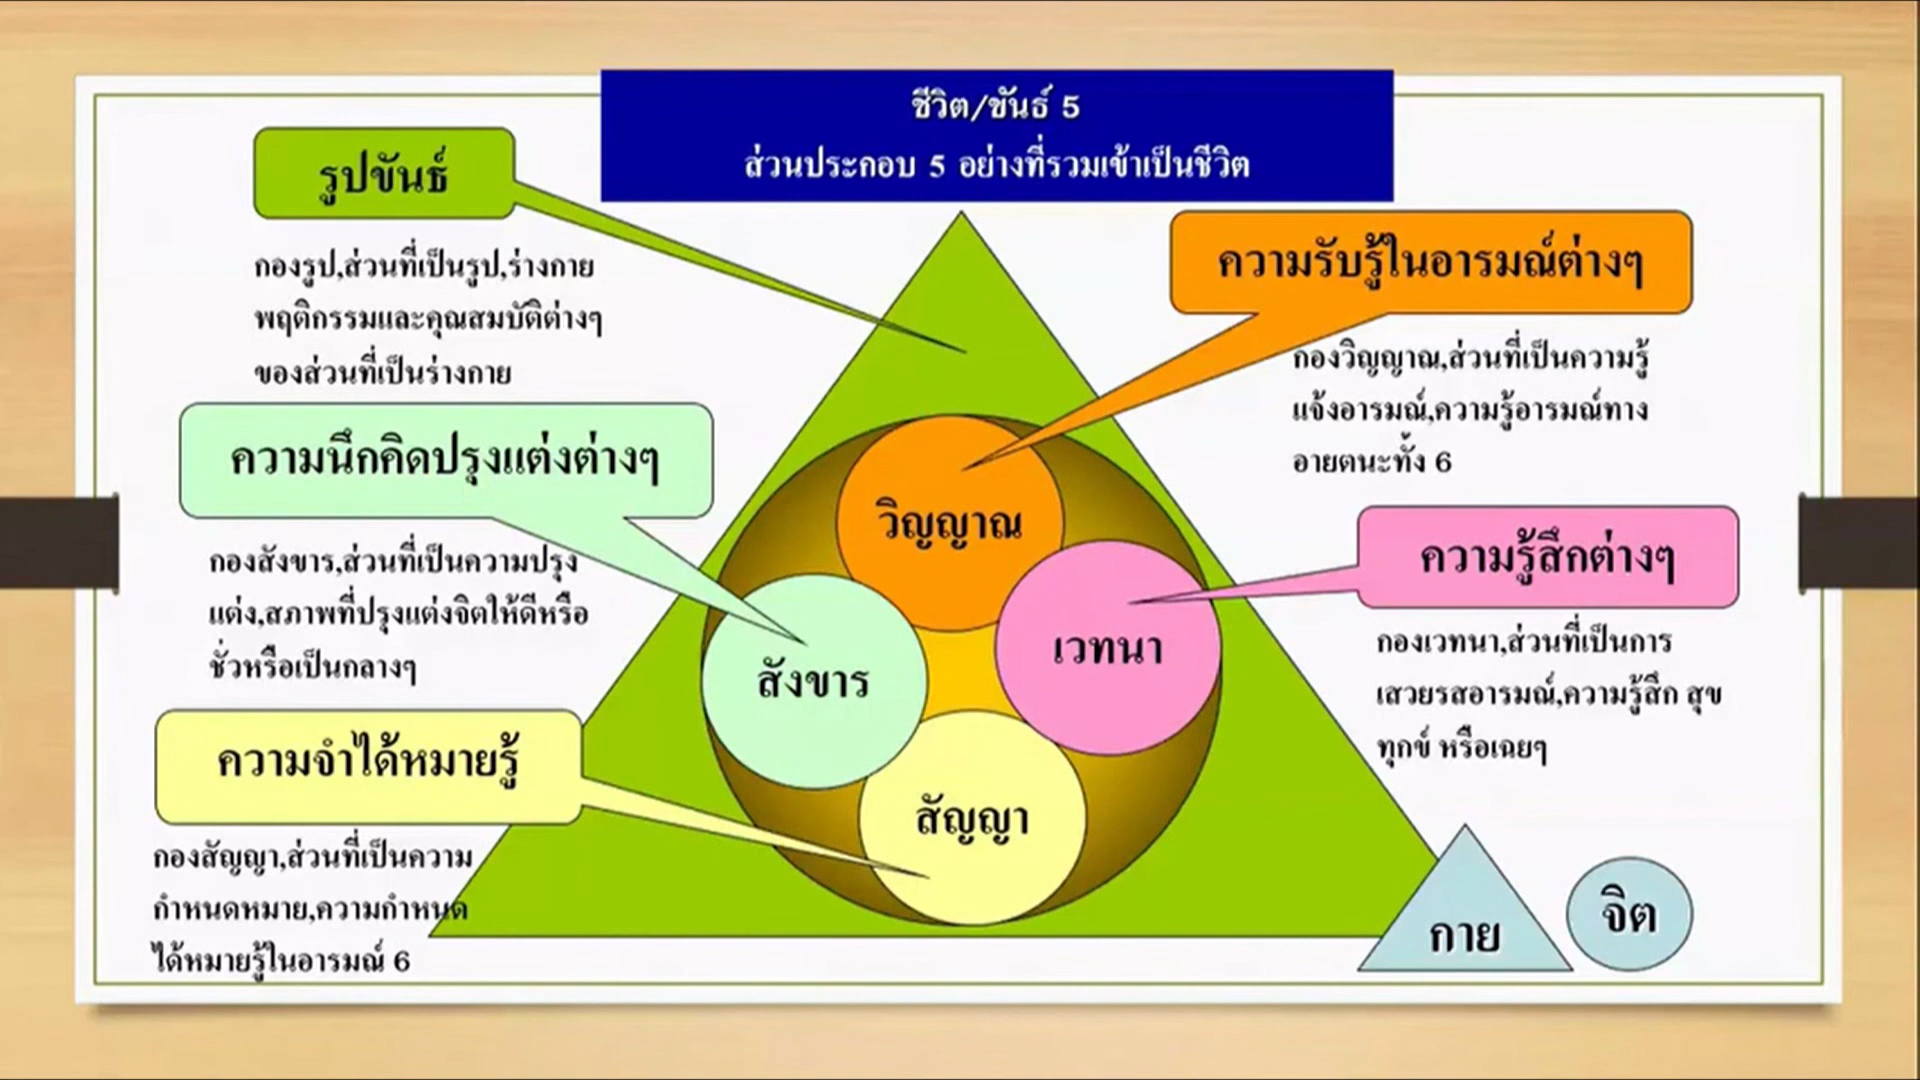 ชีวิต/ขันธ์ 5
ส่วนประกอบ 5 อย่างที่รวมเข้าเป็นชีวิต
รูปขันธ์
กองรูป,ส่วนที่เป็นรูป,ร่างกาย
พฤติกรรมและคุณสมบัติต่างๆ
ของส่วนที่เป็นร่างกาย
ความรับรู้ในอารมณ์ต่างๆ
กองวิญญาณ,ส่วนที่เป็นความรู้
แจ้งอารมณ์,ความรู้อารมณ์ทาง
อายตนะทั้ง 6
ความนึกคิดปรุงแต่งต่างๆ
กองสังขาร,ส่วนที่เป็นความปรุง
แต่ง,สภาพที่ปรุงแต่งจิตให้ดีหรือ
ชั่วหรือเป็นกลางๆ
ความรู้สึกต่างๆ
กองเวทนา,ส่วนที่เป็นการ
เสวยรสอารมณ์,ความรู้สึก สุข
ทุกข์ หรือเฉยๆ
ความจำได้หมายรู้
กองสัญญา,ส่วนที่เป็นความ
กำหนดหมาย,ความกำหนด
ได้หมายรู้ในอารมณ์ 6
วิญญาณ
เวทนา
สังขาร
สัญญา
กาย
จิต